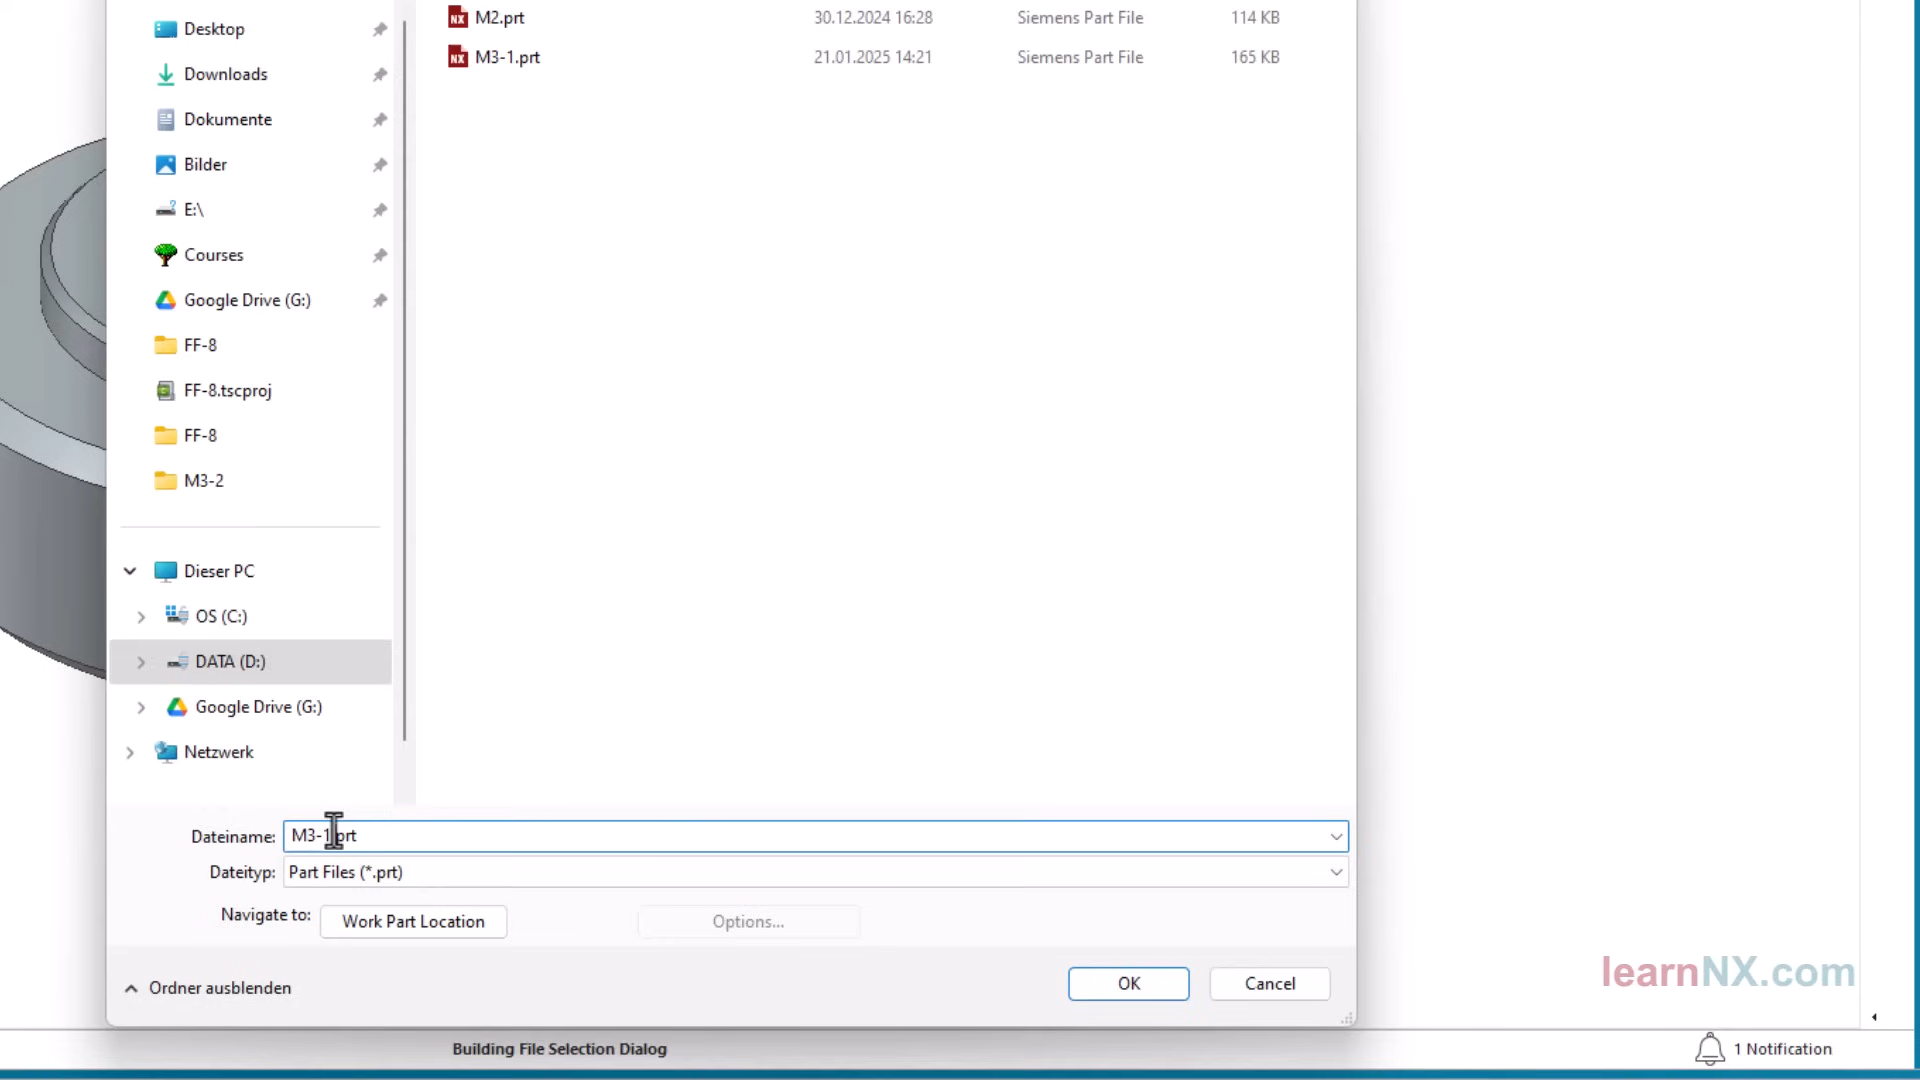 Desktop
Downloads
Dokumente
Bilder
E:\
Courses
Google Drive (G:)
FF-8
FF-8.tscproj
FF-8
M3-2
Dieser PC
OS (C:)
DATA (D:)
Google Drive (G:)
Netzwerk
NX M2.prt 30.12.2024 16:28 Siemens Part File 114 KB
NX M3-1.prt 21.01.2025 14:21 Siemens Part File 165 KB
Dateiname: M3-1.prt
Dateityp: Part Files (*.prt)
Navigate to: Work Part Location Options...
Ordner ausblenden OK Cancel
learnNX.com
Building File Selection Dialog 1 Notification